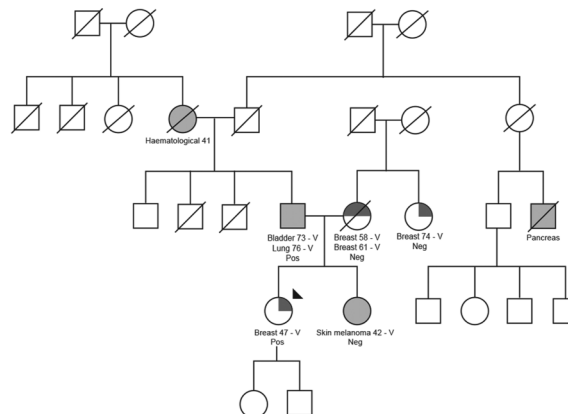 Haematological 41
Bladder 73 - V
Lung 76 - V
Pos
Breast 58 - V
Breast 61 - V
Neg
Breast 74 - V
Neg
Pancreas
Breast 47 - V
Pos
Skin melanoma 42 - V
Neg